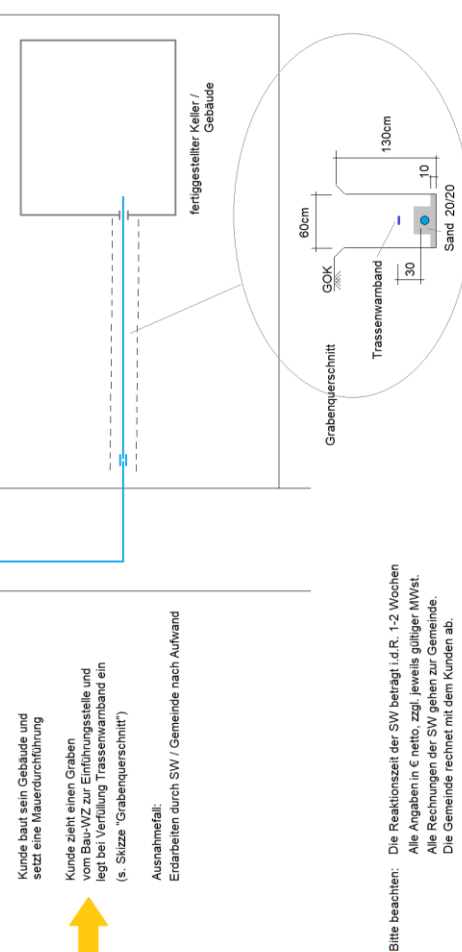 Kunde baut sein Gebäude und
setzt eine Mauerdurchführung
Kunde zieht einen Graben
vom Bau-WZ zur Einführungsstelle und
legt bei Verfüllung Trassenwarnband ein
(s. Skizze "Grabenquerschnitt")
Ausnahmefall:
Erdarbeiten durch SW / Gemeinde nach Aufwand
fertiggestellter Keller /
Gebäude
Grabenquerschnitt
GOK
60cm
130cm
Trassenwarnband
30
10
Sand 20/20
Bitte beachten: Die Reaktionszeit der SW beträgt i.d.R. 1-2 Wochen
Alle Angaben in € netto, zzgl. jeweils gültiger MWst.
Alle Rechnungen der SW gehen zur Gemeinde.
Die Gemeinde rechnet mit dem Kunden ab.